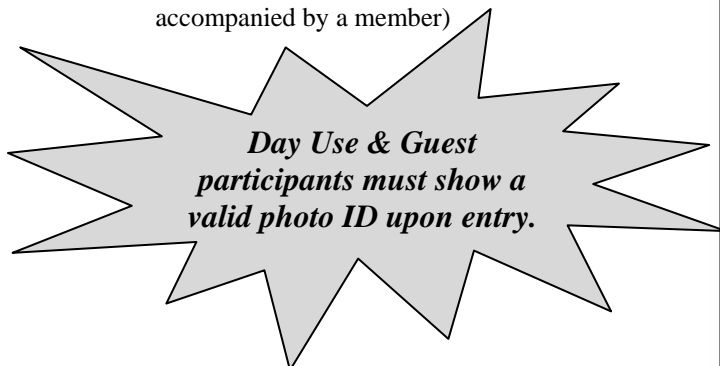 accompanied by a member)
Day Use & Guest
participants must show a
valid photo ID upon entry.